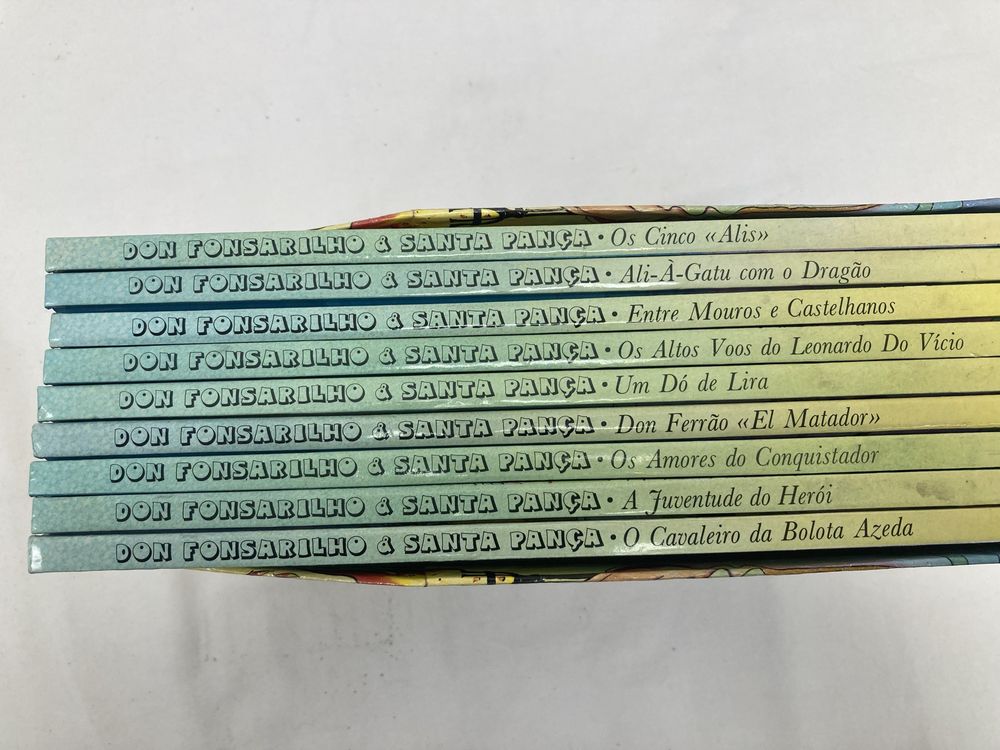 DON FONSARILHO & SANTA PANÇA • Os Cinco «Alis»
DON FONSARILHO & SANTA PANÇA • Ali-À-Gatu com o Dragão
DON FONSARILHO & SANTA PANÇA • Entre Mouros e Castelhanos
DON FONSARILHO & SANTA PANÇA • Os Altos Voos do Leonardo Do Vício
DON FONSARILHO & SANTA PANÇA • Um Dó de Lira
DON FONSARILHO & SANTA PANÇA • Don Ferrão «El Matador»
DON FONSARILHO & SANTA PANÇA • Os Amores do Conquistador
DON FONSARILHO & SANTA PANÇA • A Juventude do Herói
DON FONSARILHO & SANTA PANÇA • O Cavaleiro da Bolota Azeda